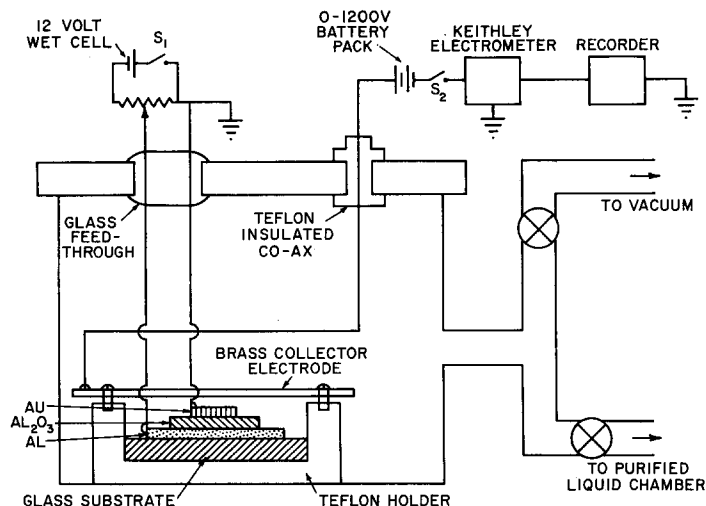 12 VOLT
WET CELL
S1
0-1200V
BATTERY
PACK
S2
KEITHLEY
ELECTROMETER
RECORDER
GLASS
FEED-
THROUGH
TEFLON
INSULATED
CO-AX
TO VACUUM
BRASS COLLECTOR
ELECTRODE
AU
AL2O3
AL
GLASS SUBSTRATE
TEFLON HOLDER
TO PURIFIED
LIQUID CHAMBER